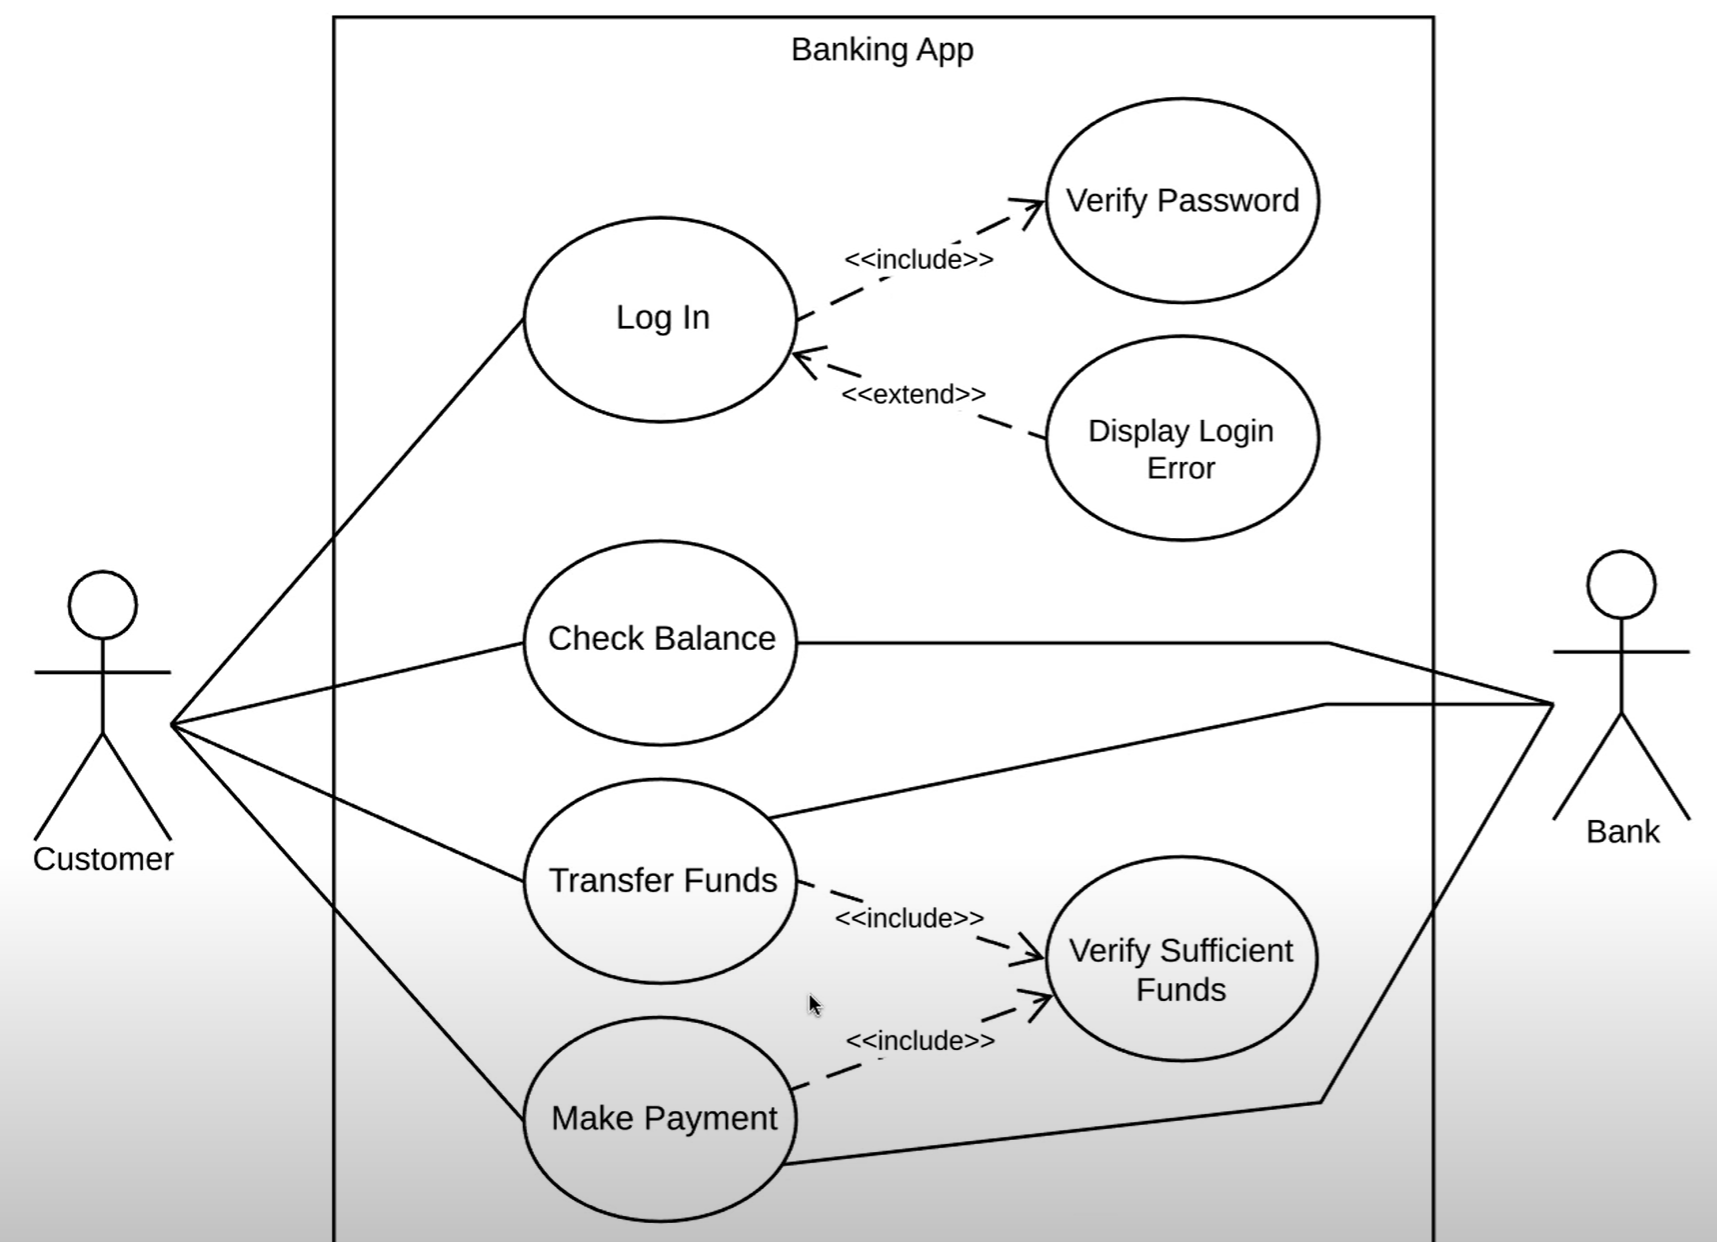 Banking App
Verify Password
<<include>>
Log In
<<extend>>
Display Login
Error
Check Balance
Customer
Bank
Transfer Funds
<<include>>
Verify Sufficient
Funds
<<include>>
Make Payment